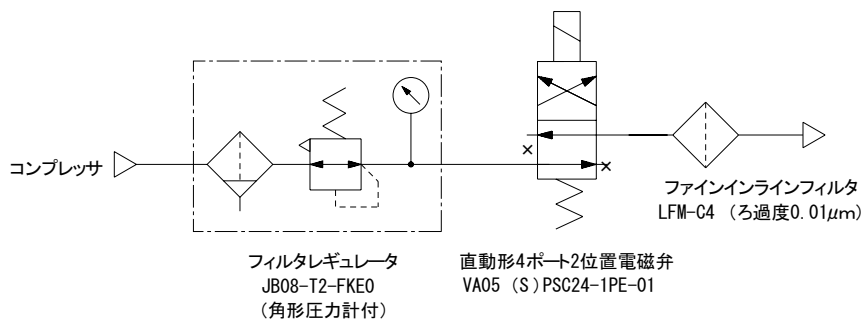 コンプレッサ
フィルタレギュレータ
JB08-T2-FKE0
（角形圧力計付）
直動形4ポート2位置電磁弁
VA05 (S)PSC24-1PE-01
ファインインラインフィルタ
LFM-C4 (ろ過度0.01μm)